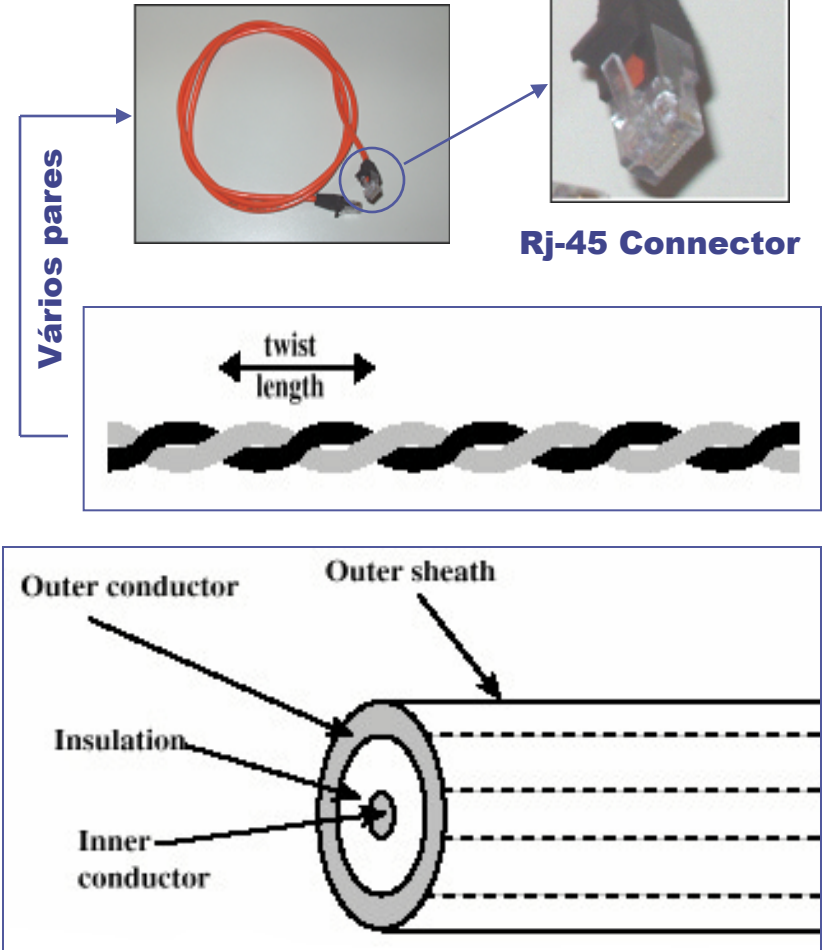 Vários pares
Rj-45 Connector
twist
length
Outer conductor
Outer sheath
Insulation
Inner
conductor